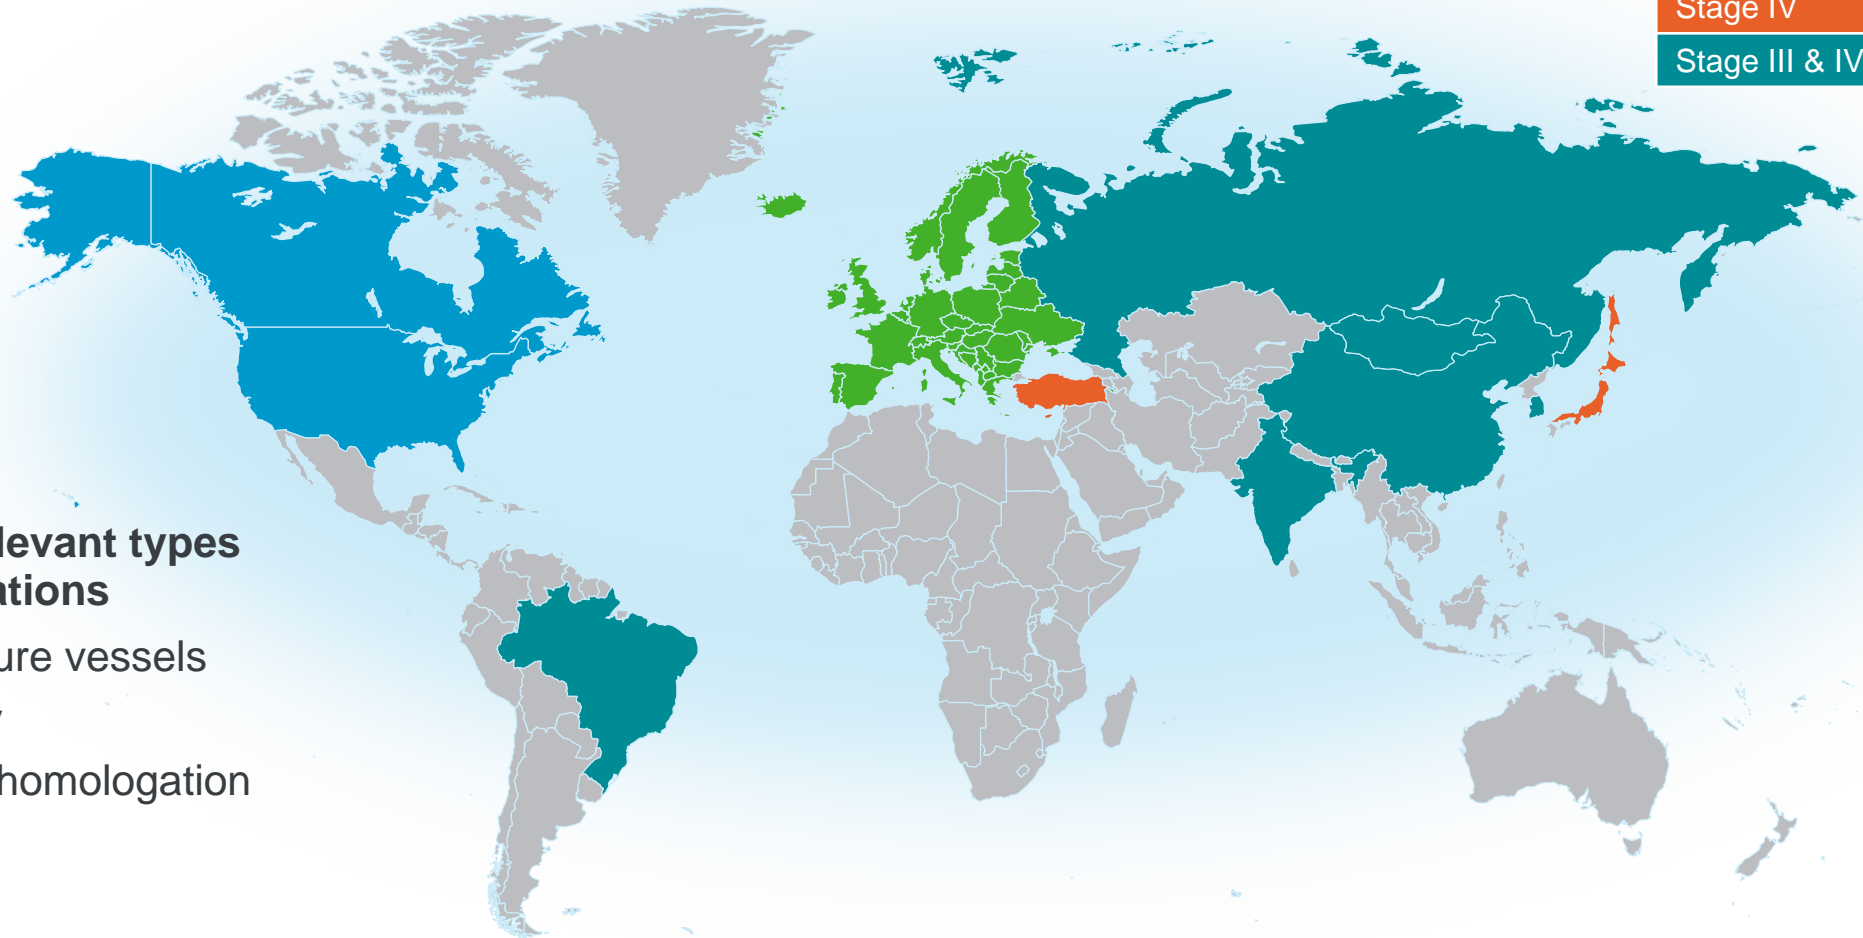 Stage IV
Stage III & IV
levant types
ations
ure vessels
homologation